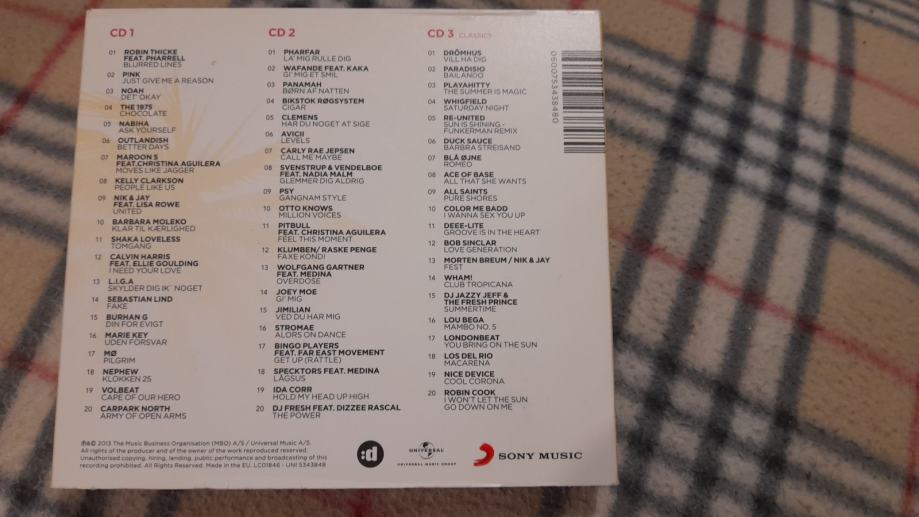 CD 1
01 ROBIN THICKE
FEAT. PHARRELL
BLURRED LINES
02 P!NK
JUST GIVE ME A REASON
03 NOAH
DET' OKAY
04 THE 1975
CHOCOLATE
05 NABIHA
ASK YOURSELF
06 OUTLANDISH
BETTER DAYS
07 MAROON 5
FEAT.CHRISTINA AGUILERA
MOVES LIKE JAGGER
08 KELLY CLARKSON
PEOPLE LIKE US
09 NIK & JAY
FEAT. LISA ROWE
UNITED
10 BARBARA MOLEKO
KLAR TIL KÆRLIGHED
11 SHAKA LOVELESS
TOMGANG
12 CALVIN HARRIS
FEAT. ELLIE GOULDING
I NEED YOUR LOVE
13 L.I.G.A
SKYLDER DIG IK´ NOGET
14 SEBASTIAN LIND
FAKE
15 BURHAN G
DIN FOR EVIGT
16 MARIE KEY
UDEN FORSVAR
17 MØ
PILGRIM
18 NEPHEW
KLOKKEN 25
19 VOLBEAT
CAPE OF OUR HERO
20 CARPARK NORTH
ARMY OF OPEN ARMS
CD 2
01 PHARFAR
LA' MIG RULLE DIG
02 WAFANDE FEAT. KAKA
GI' MIG ET SMIL
03 PANAMAH
BØRN AF NATTEN
04 BIKSTOK RØGSYSTEM
CIGAR
05 CLEMENS
HAR DU NOGET AT SIGE
06 AVICII
LEVELS
07 CARLY RAE JEPSEN
CALL ME MAYBE
08 SVENSTRUP & VENDELBOE
FEAT. NADIA MALM
GLEMMER DIG ALDRIG
09 PSY
GANGNAM STYLE
10 OTTO KNOWS
MILLION VOICES
11 PITBULL
FEAT. CHRISTINA AGUILERA
FEEL THIS MOMENT
12 KLUMBEN/ RASKE PENGE
FAXE KONDI
13 WOLFGANG GARTNER
FEAT. MEDINA
OVERDOSE
14 JOEY MOE
GI' MIG
15 JIMILIAN
VED DU HAR MIG
16 STROMAE
ALORS ON DANCE
17 BINGO PLAYERS
FEAT. FAR EAST MOVEMENT
GET UP (RATTLE)
18 SPECKTORS FEAT. MEDINA
LÅGSUS
19 IDA CORR
HOLD MY HEAD UP HIGH
20 DJ FRESH FEAT. DIZZEE RASCAL
THE POWER
CD 3 CLASSICS
01 DRÖMHUS
VILL HA DIG
02 PARADISIO
BAILANDO
03 PLAYAHITTY
THE SUMMER IS MAGIC
04 WHIGFIELD
SATURDAY NIGHT
05 RE-UNITED
SUN IS SHINING -
FUNKERMAN REMIX
06 DUCK SAUCE
BARBRA STREISAND
07 BLÅ ØJNE
ROMEO
08 ACE OF BASE
ALL THAT SHE WANTS
09 ALL SAINTS
PURE SHORES
10 COLOR ME BADD
I WANNA SEX YOU UP
11 DEEE-LITE
GROOVE IS IN THE HEART
12 BOB SINCLAR
LOVE GENERATION
13 MORTEN BREUM / NIK & JAY
FEST
14 WHAM!
CLUB TROPICANA
15 DJ JAZZY JEFF &
THE FRESH PRINCE
SUMMERTIME
16 LOU BEGA
MAMBO NO. 5
17 LONDONBEAT
YOU BRING ON THE SUN
18 LOS DEL RIO
MACARENA
19 NICE DEVICE
COOL CORONA
20 ROBIN COOK
I WON'T LET THE SUN
GO DOWN ON ME
0600753438480
℗&© 2013 The Music Business Organisation (MBO) A/S / Universal Music A/S.
All rights of the producer and of the owner of the work reproduced reserved.
Unauthorised copying, hiring, lending, public performance and broadcasting of this
recording prohibited. All Rights Reserved. Made in the EU. LC01846 - UNI 5343848
:d
UNIVERSAL
UNIVERSAL MUSIC GROUP
SONY MUSIC